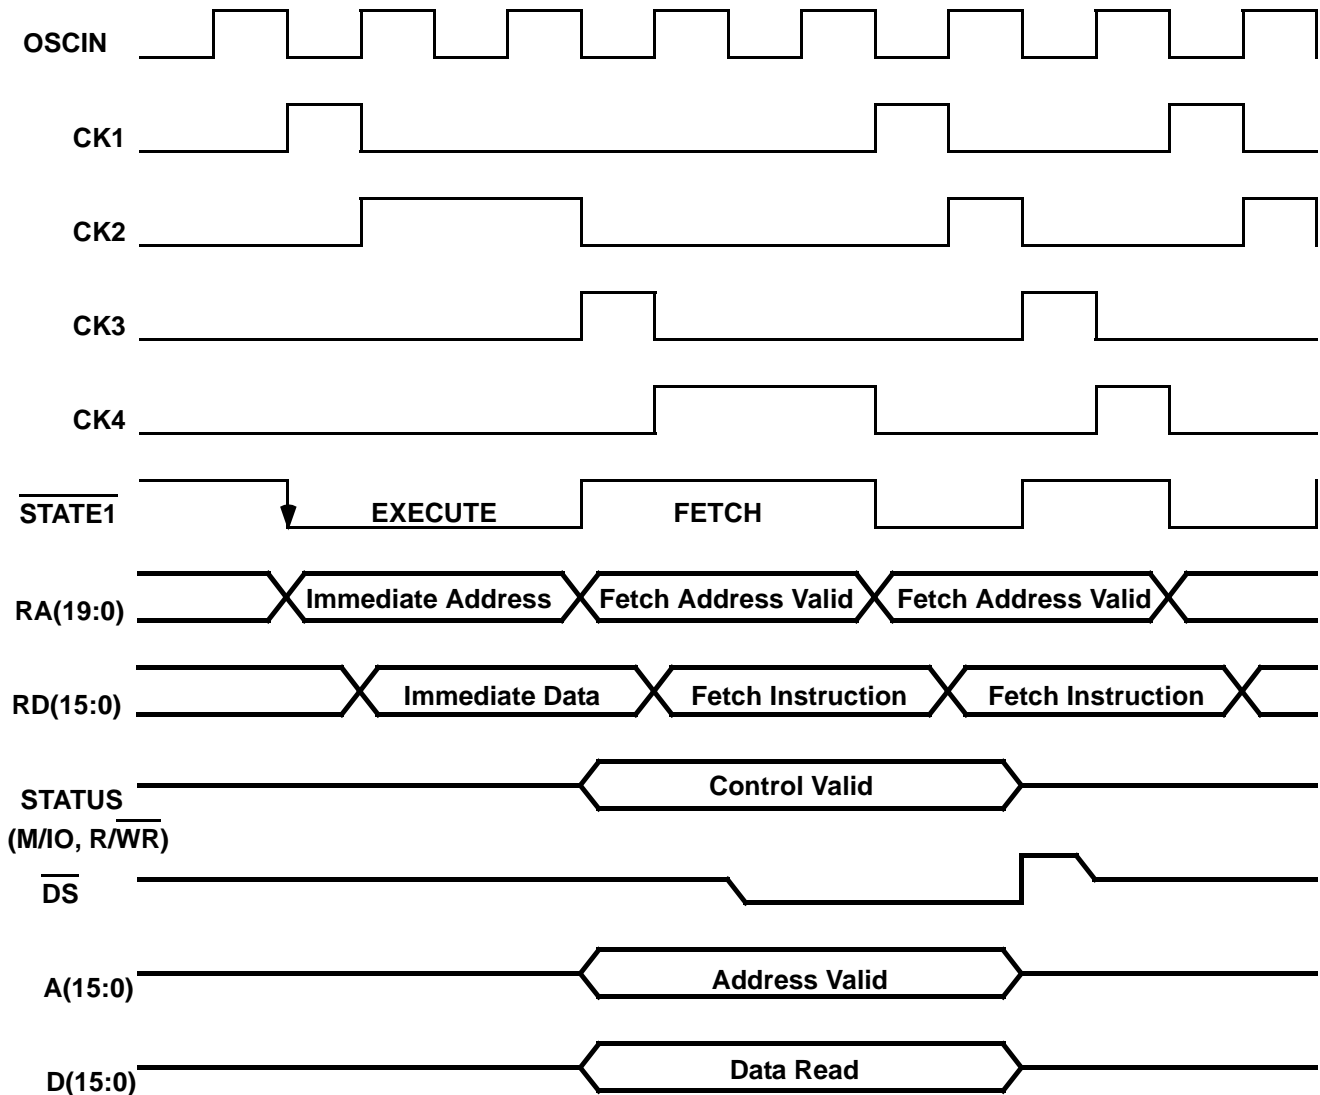 OSCIN
CK1
CK2
CK3
CK4
STATE1
EXECUTE
FETCH
RA(19:0)
Immediate Address
Fetch Address Valid
Fetch Address Valid
RD(15:0)
Immediate Data
Fetch Instruction
Fetch Instruction
STATUS
(M/IO, R/WR)
Control Valid
DS
A(15:0)
Address Valid
D(15:0)
Data Read